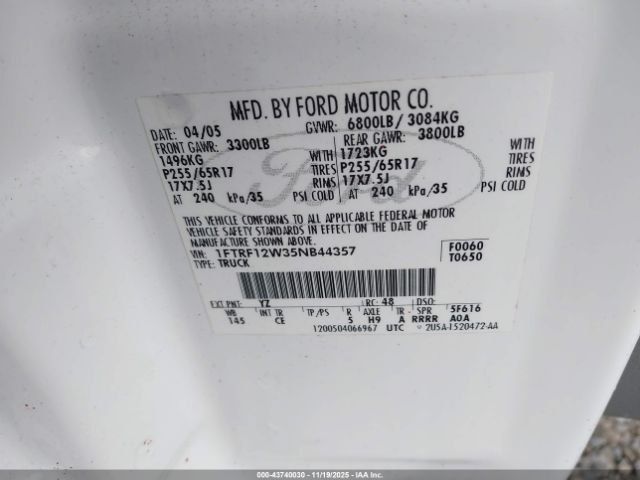 MFD. BY FORD MOTOR CO.
DATE: 04/05 GVWR: 6800LB/ 3084KG
FRONT GAWR: 3300LB REAR GAWR: 3800LB
1496KG WITH 1723KG WITH
P255/65R17 TIRES P255/65R17 TIRES
17X7.5J RIMS 17X7.5J RIMS
AT 240 kPa/35 PSI COLD AT 240 kPa/35 PSI COLD
Ford
THIS VEHICLE CONFORMS TO ALL APPLICABLE FEDERAL MOTOR
VEHICLE SAFETY STANDARDS IN EFFECT ON THE DATE OF
MANUFACTURE SHOWN ABOVE.
VIN: 1FTRF12W35NB44357 F0060
TYPE: TRUCK T0650
EXT PNT: YZ RC: 48 DSO:
WB INT TR TP/PS R AXLE TR SPR 5F616
145 CE 5 H9 A RRRR A0A
1200504066967 UTC 2U5A-1520472-AA
000-43740030 - 11/19/2025 - IAAI.COM